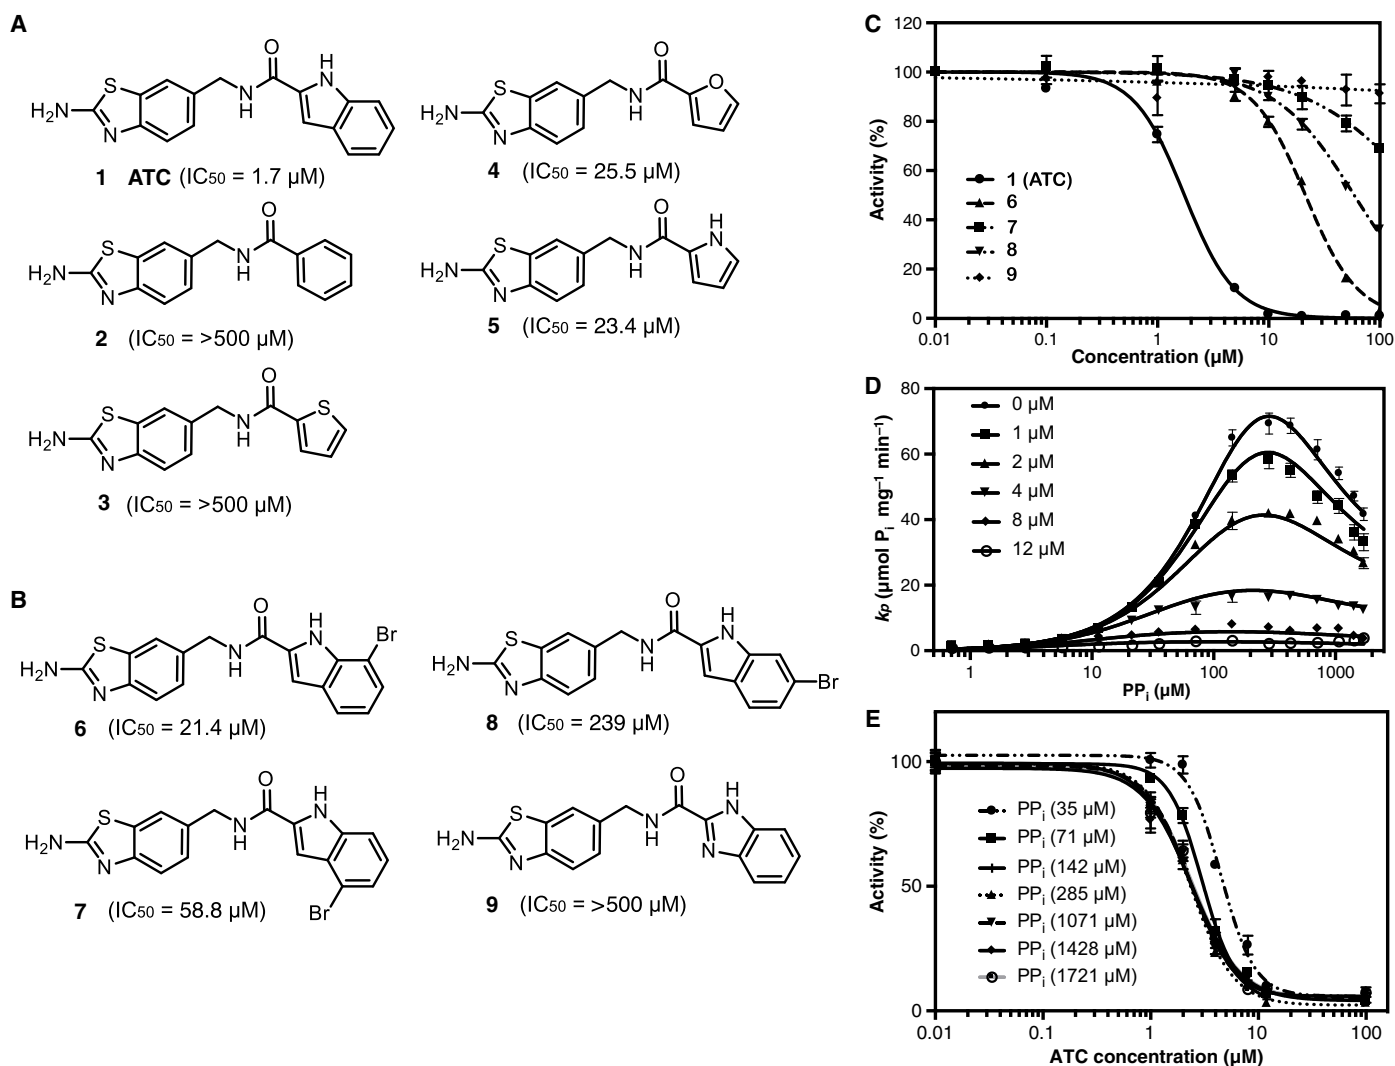 A
S
H₂N
N
O
N
H
H
N
1 ATC (IC50 = 1.7 µM)
S
H₂N
N
O
N
H
2 (IC50 = >500 µM)
S
H₂N
N
O
N
H
S
3 (IC50 = >500 µM)
S
H₂N
N
O
N
H
O
4 (IC50 = 25.5 µM)
S
H₂N
N
O
N
H
H
N
5 (IC50 = 23.4 µM)
B
S
H₂N
N
O
N
H
H
N
Br
6 (IC50 = 21.4 µM)
S
H₂N
N
O
N
H
H
N
Br
7 (IC50 = 58.8 µM)
S
H₂N
N
O
N
H
H
N
Br
8 (IC50 = 239 µM)
S
H₂N
N
O
N
H
H
N
N
9 (IC50 = >500 µM)
C
120
100
80
60
40
20
0
Activity (%)
1 (ATC)
6
7
8
9
0.01 0.1 1 10 100
Concentration (µM)
D
80
60
40
20
0
kₚ (µmol Pᵢ mg⁻¹ min⁻¹)
0 µM
1 µM
2 µM
4 µM
8 µM
12 µM
1 10 100 1000
PPᵢ (µM)
E
100
50
0
Activity (%)
PPᵢ (35 µM)
PPᵢ (71 µM)
PPᵢ (142 µM)
PPᵢ (285 µM)
PPᵢ (1071 µM)
PPᵢ (1428 µM)
PPᵢ (1721 µM)
0.01 0.1 1 10 100
ATC concentration (µM)